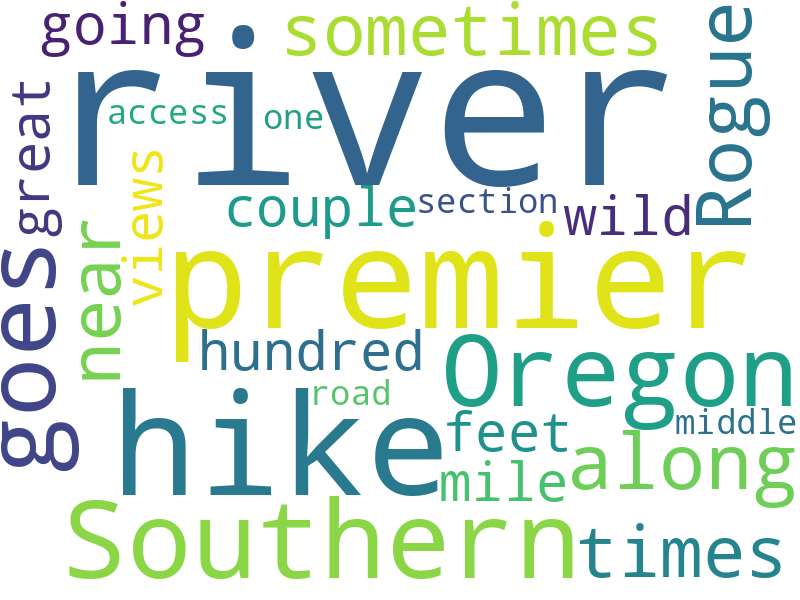 going
sometimes
Rogue
river
great
access
one
views
couple
section
wild
near
goes
premier
hundred
Oregon
road
hike
feet
middle
along
mile
Southern
times